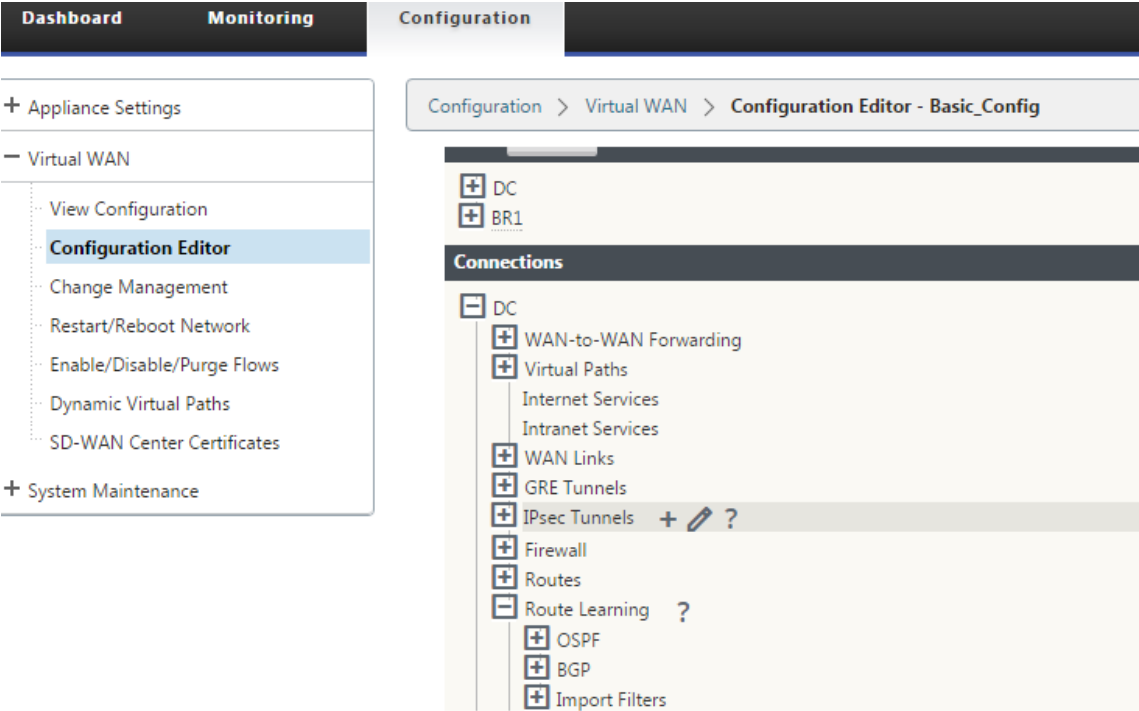 Dashboard Monitoring Configuration
+ Appliance Settings
− Virtual WAN
View Configuration
Configuration Editor
Change Management
Restart/Reboot Network
Enable/Disable/Purge Flows
Dynamic Virtual Paths
SD-WAN Center Certificates
+ System Maintenance
Configuration > Virtual WAN > Configuration Editor - Basic_Config
+ DC
+ BR1
Connections
− DC
+ WAN-to-WAN Forwarding
+ Virtual Paths
Internet Services
Intranet Services
+ WAN Links
+ GRE Tunnels
+ IPsec Tunnels + ?
+ Firewall
+ Routes
− Route Learning ?
+ OSPF
+ BGP
+ Import Filters